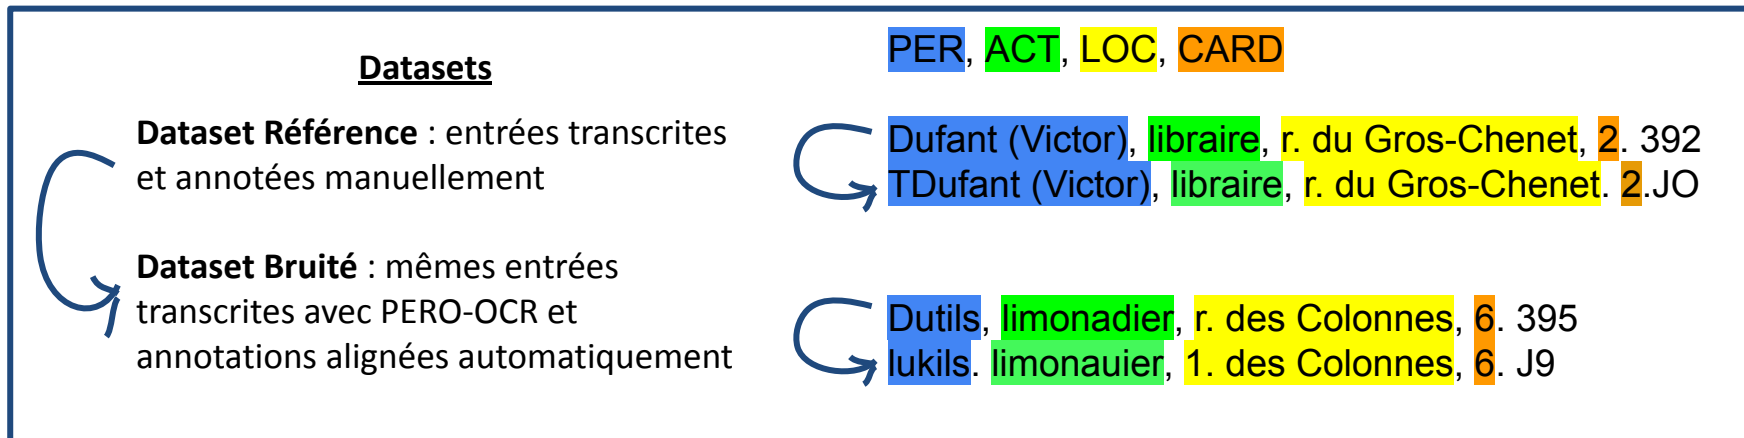 Datasets
Dataset Référence : entrées transcrites
et annotées manuellement
Dataset Bruité : mêmes entrées
transcrites avec PERO-OCR et
annotations alignées automatiquement
PER, ACT, LOC, CARD
Dufant (Victor), libraire, r. du Gros-Chenet, 2. 392
TDufant (Victor), libraire, r. du Gros-Chenet. 2.JO
Dutils, limonadier, r. des Colonnes, 6. 395
lukils. limonauier, 1. des Colonnes, 6. J9